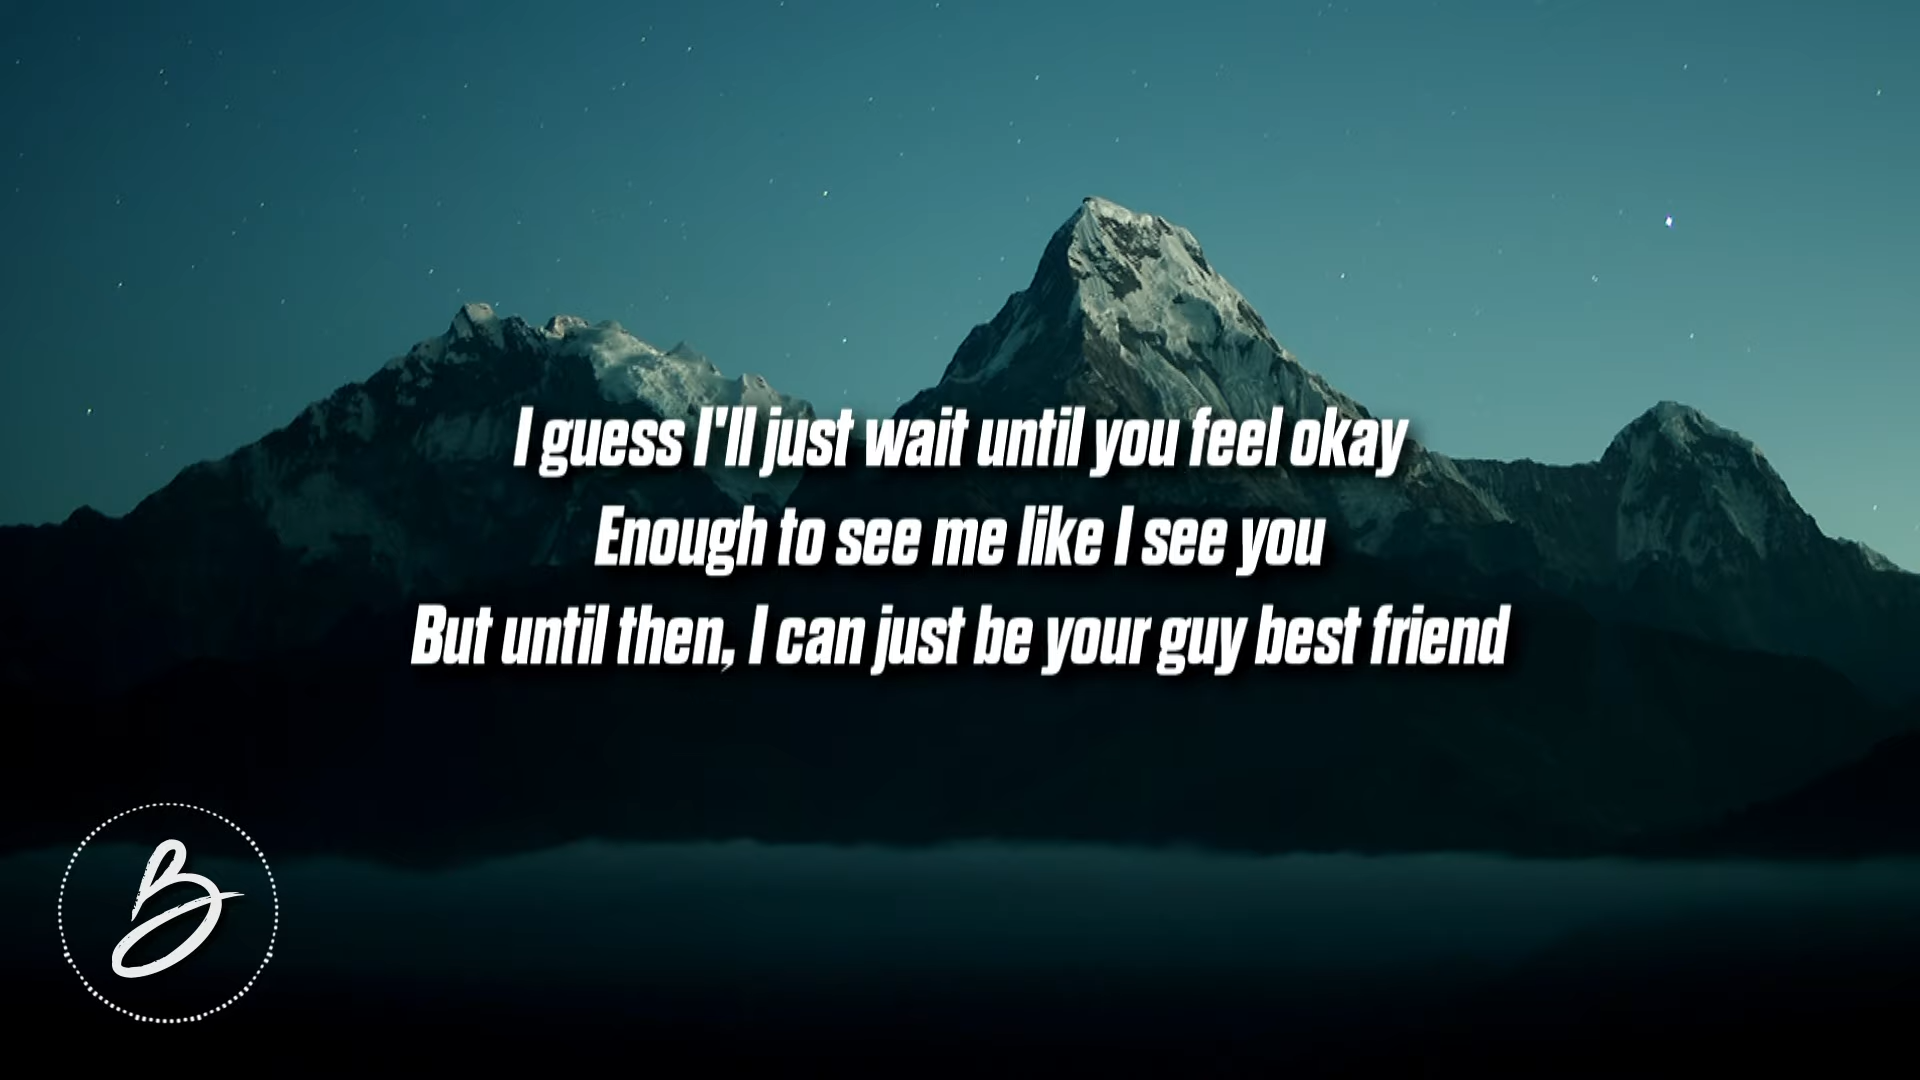 I guess I'll just wait until you feel okay
Enough to see me like I see you
But until then, I can just be your guy best friend
B